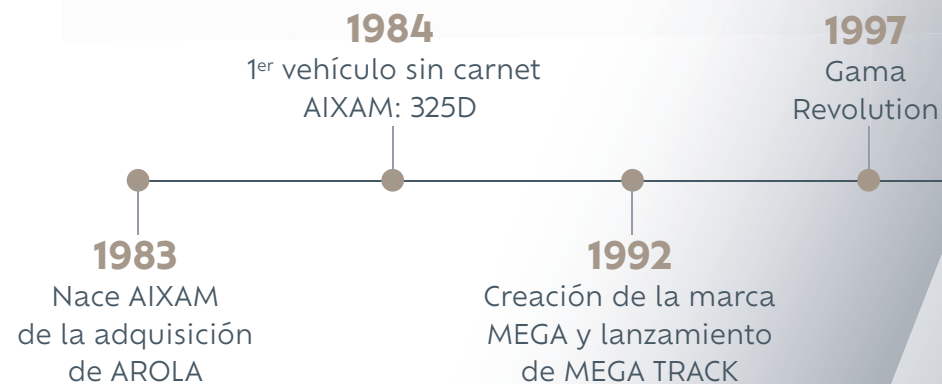 1984
1er vehículo sin carnet
AIXAM: 325D
1997
Gama
Revolution
1983
Nace AIXAM
de la adquisición
de AROLA
1992
Creación de la marca
MEGA y lanzamiento
de MEGA TRACK